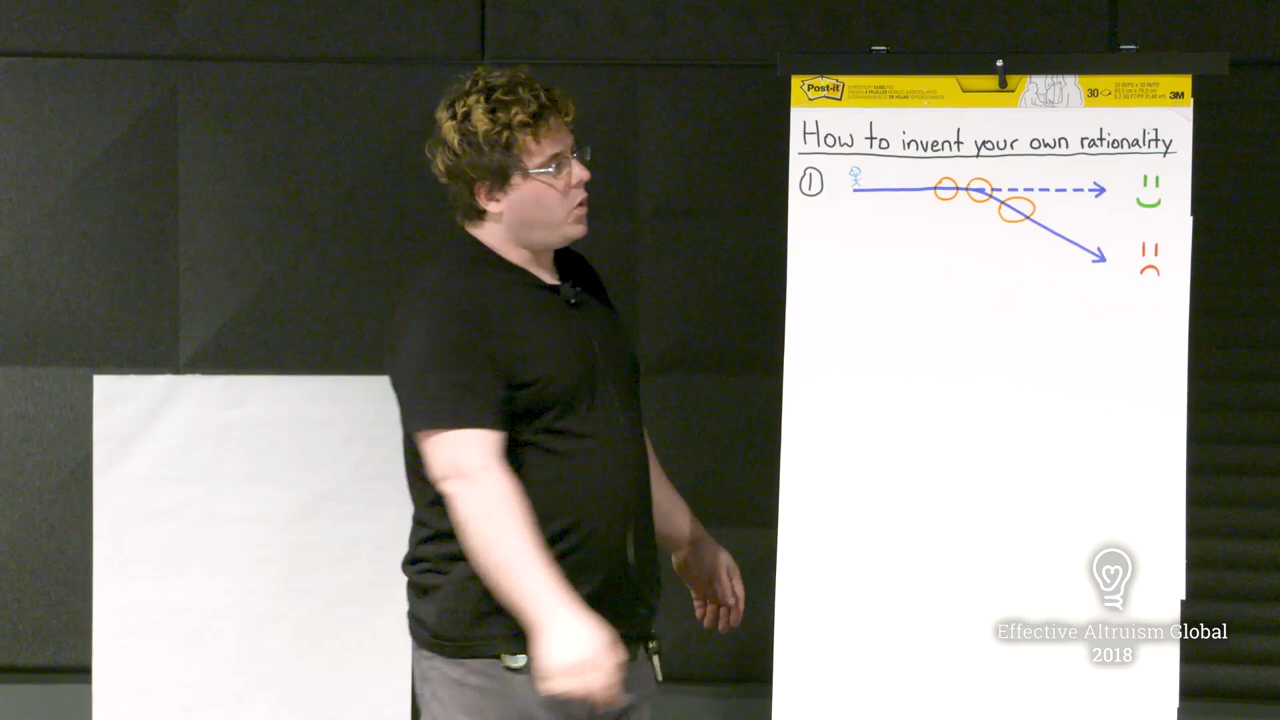 Post-it
30
3M
How to invent your own rationality
1
Effective Altruism Global
2018